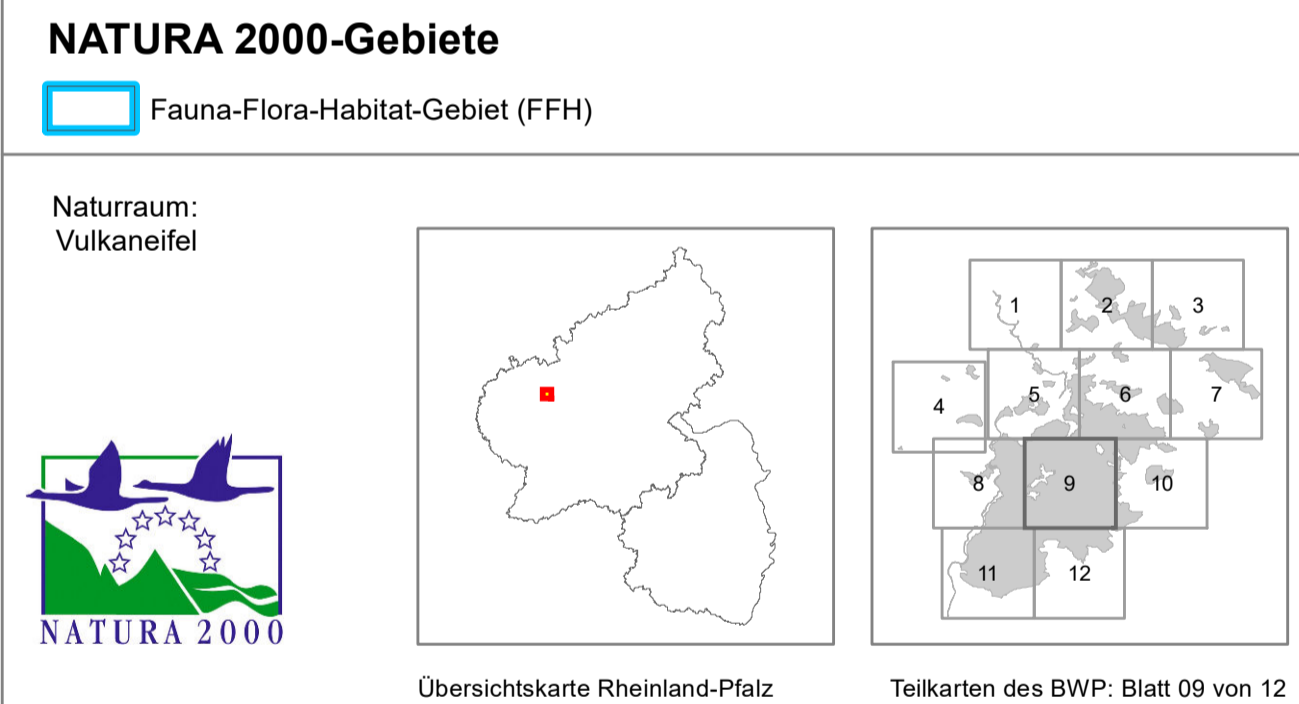 NATURA 2000-Gebiete
Fauna-Flora-Habitat-Gebiet (FFH)
Naturraum:
Vulkaneifel
NATURA 2000
Übersichtskarte Rheinland-Pfalz
1
2
3
4
5
6
7
8
9
10
11
12
Teilkarten des BWP: Blatt 09 von 12